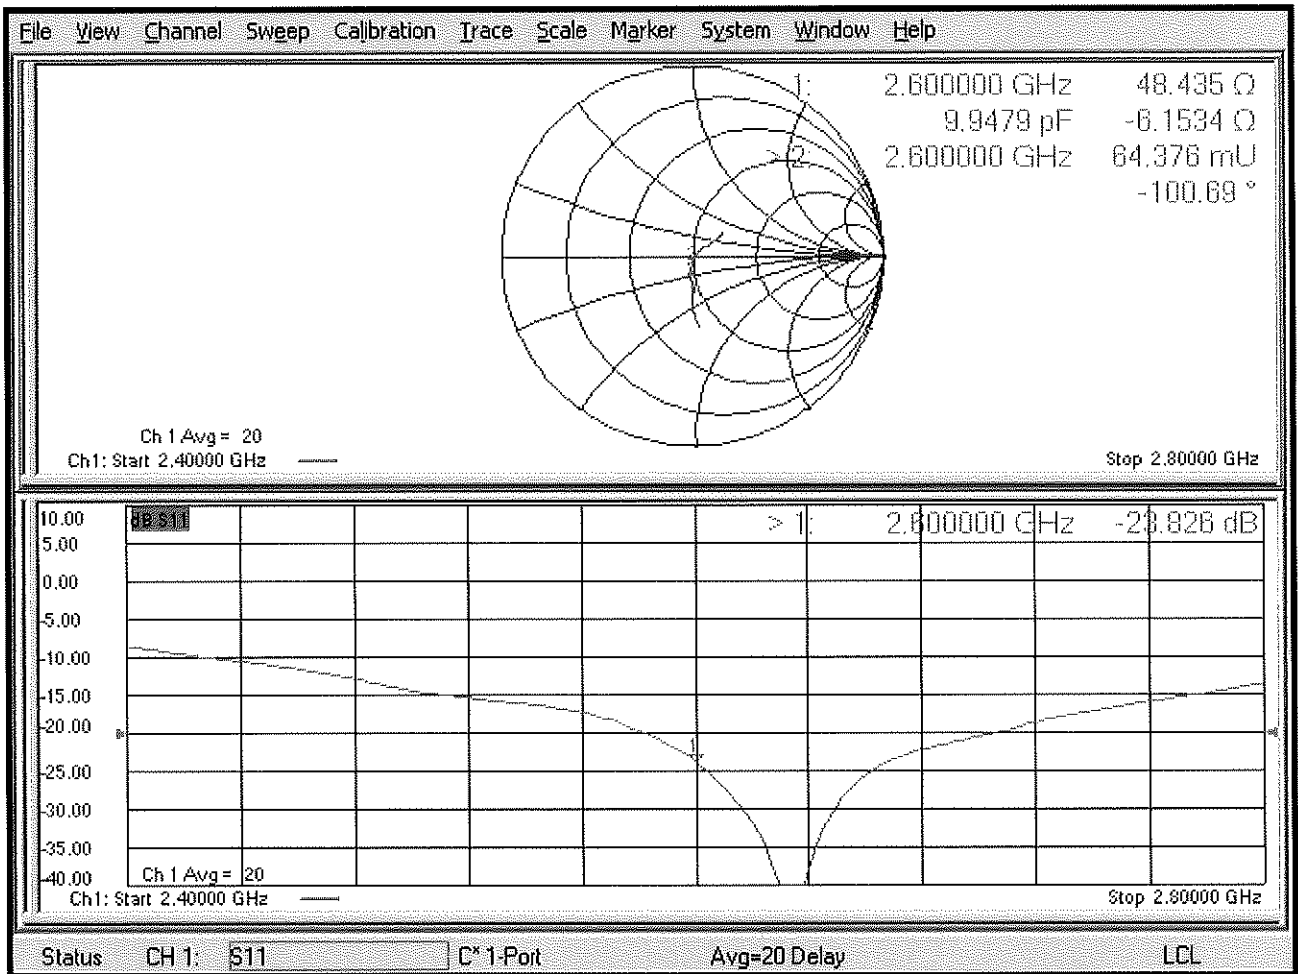 File View Channel Sweep Calibration Trace Scale Marker System Window Help
1: 2.600000 GHz 48.435 Ω
9.9479 pF -6.1534 Ω
> 2: 2.600000 GHz 64.376 mU
-100.69 °
Ch 1 Avg = 20
Ch1: Start 2.40000 GHz Stop 2.80000 GHz
10.00 dB S11 > 1: 2.600000 GHz -23.826 dB
5.00
0.00
-5.00
-10.00
-15.00
-20.00
1
-25.00
-30.00
-35.00
-40.00 Ch 1 Avg = 20
Ch1: Start 2.40000 GHz Stop 2.80000 GHz
Status CH 1: S11 C* 1-Port Avg=20 Delay LCL